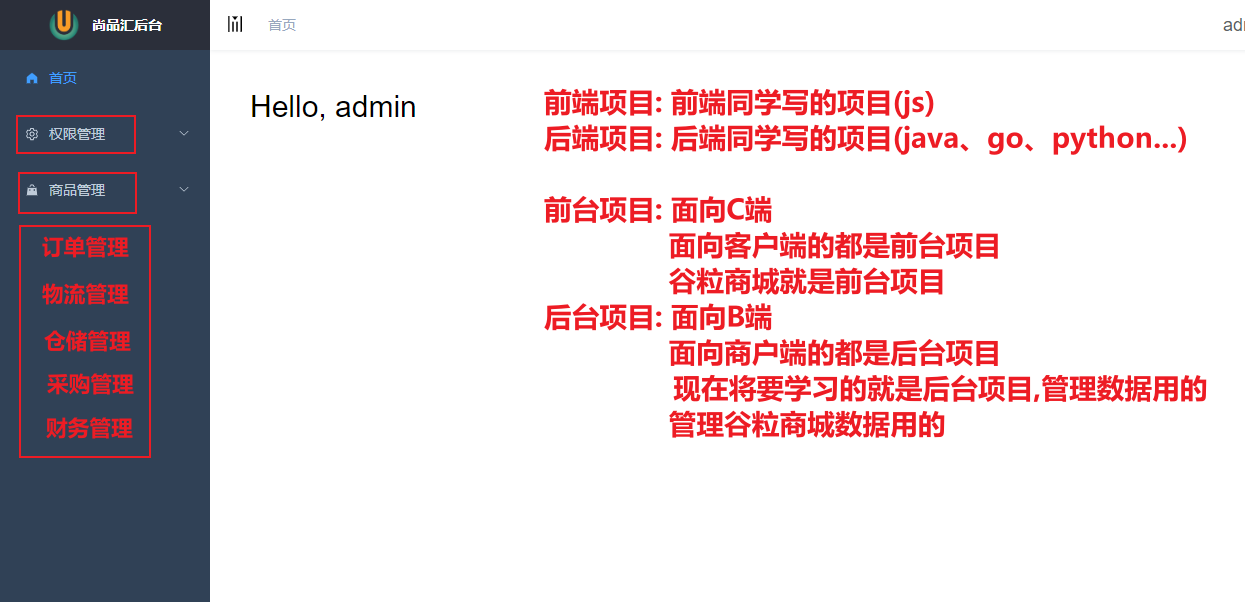 尚品汇后台
首页
adı
首页
权限管理
商品管理
订单管理
物流管理
仓储管理
采购管理
财务管理
Hello, admin
前端项目: 前端同学写的项目(js)
后端项目: 后端同学写的项目(java、go、python...)
前台项目: 面向C端
面向客户端的都是前台项目
谷粒商城就是前台项目
后台项目: 面向B端
面向商户端的都是后台项目
现在将要学习的就是后台项目,管理数据用的
管理谷粒商城数据用的